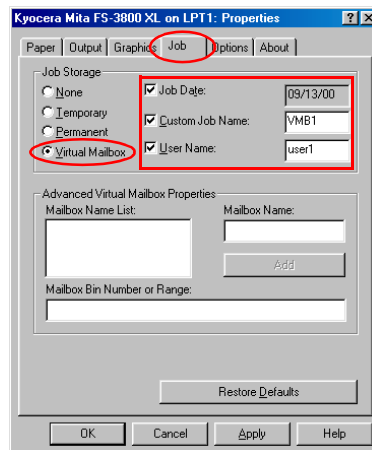 Kyocera Mita FS-3800 XL on LPT1: Properties
Paper Output Graphics Job Options About
Job Storage
None
Temporary
Permanent
Virtual Mailbox
Job Date: 09/13/00
Custom Job Name: VMB1
User Name: user1
Advanced Virtual Mailbox Properties
Mailbox Name List: Mailbox Name:
Add
Mailbox Bin Number or Range:
Restore Defaults
OK Cancel Apply Help